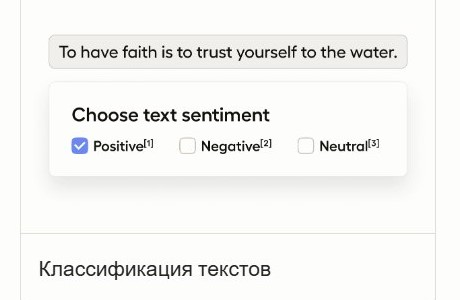 To have faith is to trust yourself to the water.
Choose text sentiment
Positive[1] Negative[2] Neutral[3]
Классификация текстов